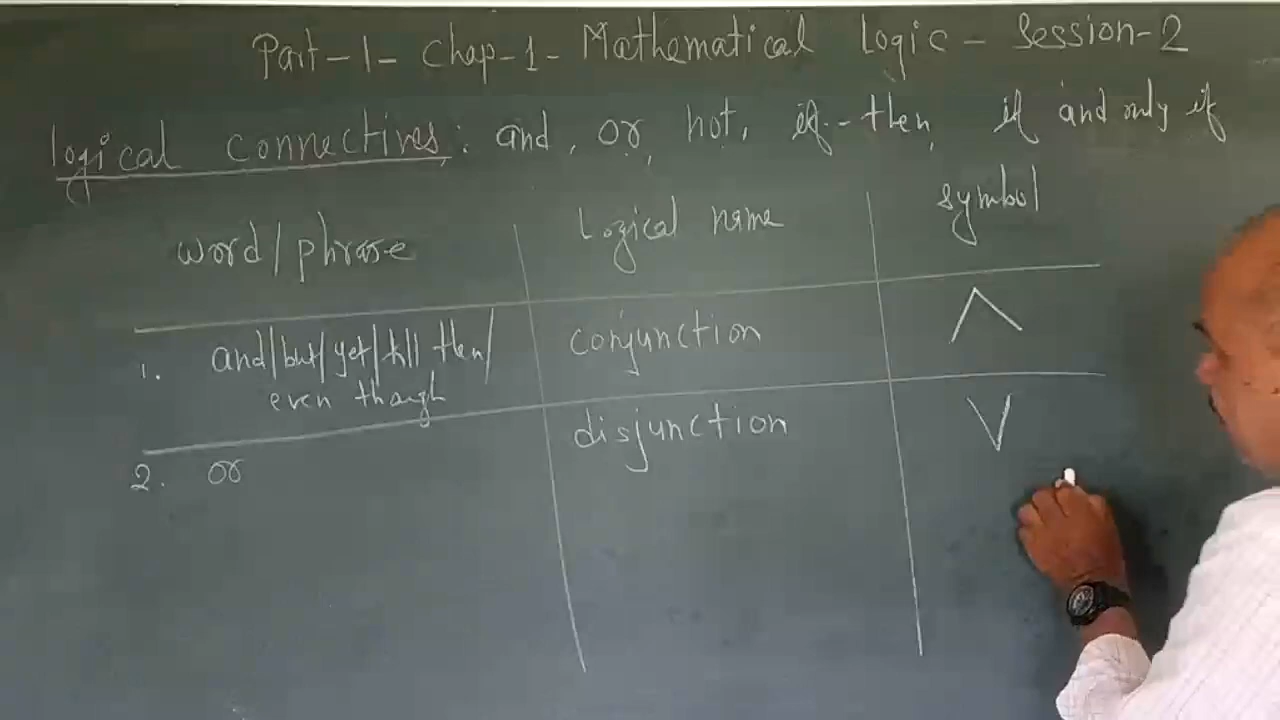 Part-1- Chap-1- Mathematical Logic - Session-2
logical connectives: and, or, not, if--then, if and only if
word/phrase Logical name symbol
1. and/but/yet/till then/ conjunction ∧
even though
2. or disjunction ∨